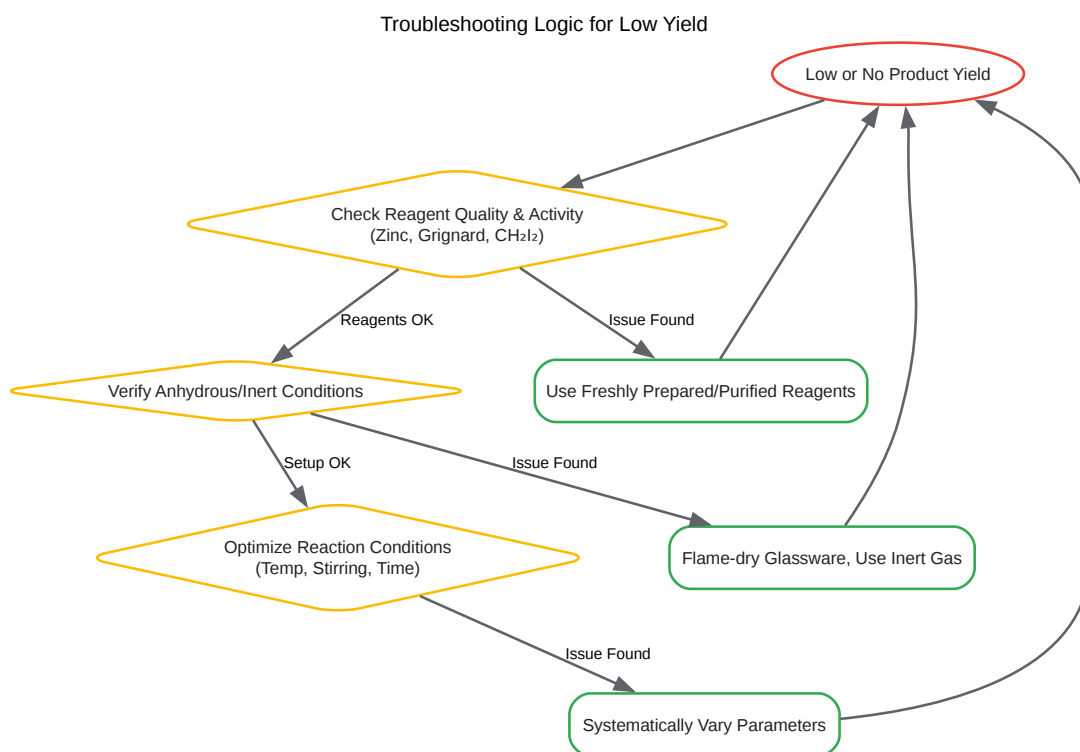 Troubleshooting Logic for Low Yield
Low or No Product Yield
Check Reagent Quality & Activity
(Zinc, Grignard, CH₂I₂)
Reagents OK
Issue Found
Verify Anhydrous/Inert Conditions
Use Freshly Prepared/Purified Reagents
Setup OK
Issue Found
Optimize Reaction Conditions
(Temp, Stirring, Time)
Flame-dry Glassware, Use Inert Gas
Issue Found
Systematically Vary Parameters